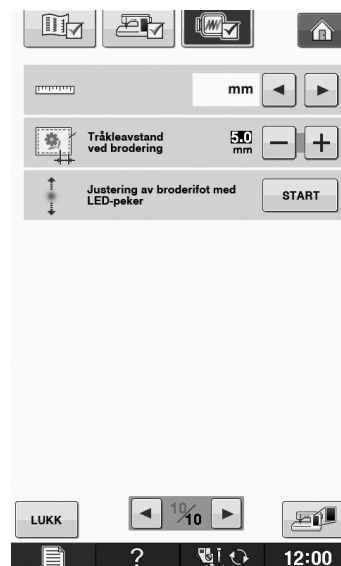 mm
Tråkleavstand
ved brodering
5.0
mm
Justering av broderifot med
LED-peker
START
LUKK
10/10
?
12:00